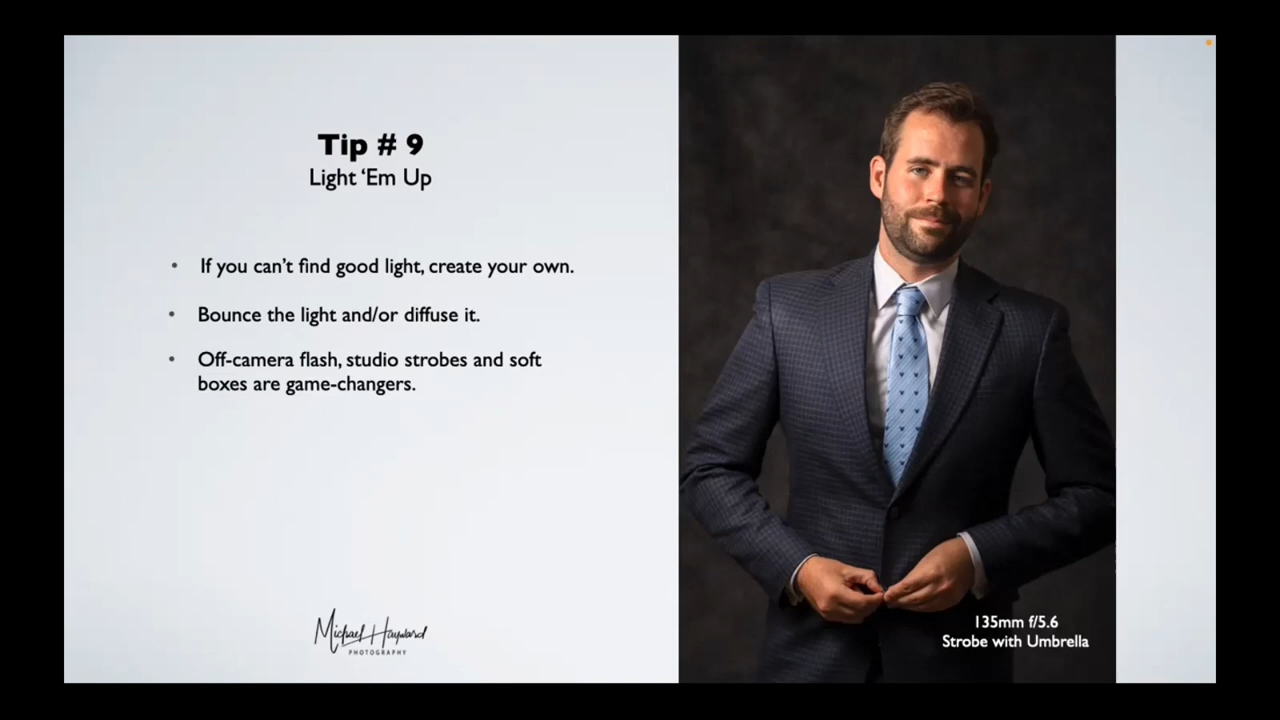 Tip # 9
Light ‘Em Up
• If you can’t find good light, create your own.
• Bounce the light and/or diffuse it.
• Off-camera flash, studio strobes and soft
boxes are game-changers.
Michael Hayward
PHOTOGRAPHY
135mm f/5.6
Strobe with Umbrella